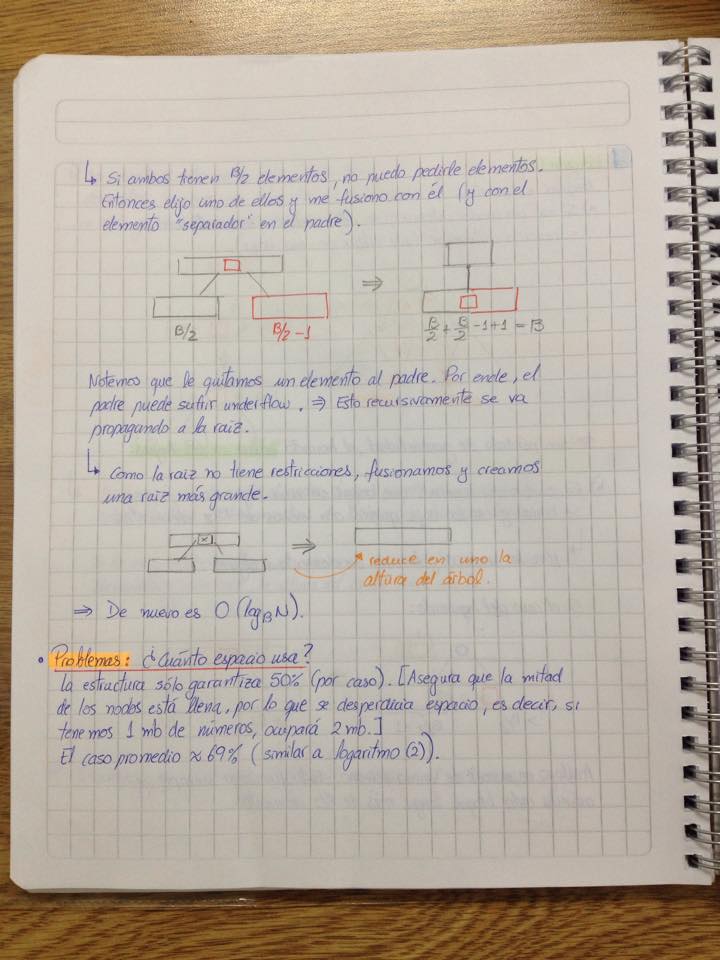 ↳ Si ambos tienen B/2 elementos, no puedo pedirle elementos.
Entonces elijo uno de ellos y me fusiono con él (y con el
elemento "separador" en el padre).
⇒
B/2 B/2-1 B/2 + B/2 -1+1 = B
Notemos que le quitamos un elemento al padre. Por ende, el
padre puede sufrir underflow. ⇒ Esto recursivamente se va
propagando a la raiz.
↳ Como la raiz no tiene restricciones, fusionamos y creamos
una raiz más grande.
x ⇒
reduce en uno la
altura del árbol.
⇒ De nuevo es O(log_B N).
• Problemas: ¿Cuánto espacio usa?
La estructura sólo garantiza 50% (por caso). [Asegura que la mitad
de los nodos está llena, por lo que se desperdicia espacio, es decir, si
tenemos 1 mb de números, ocupará 2 mb.]
El caso promedio ≈ 69% (similar a logaritmo (2)).